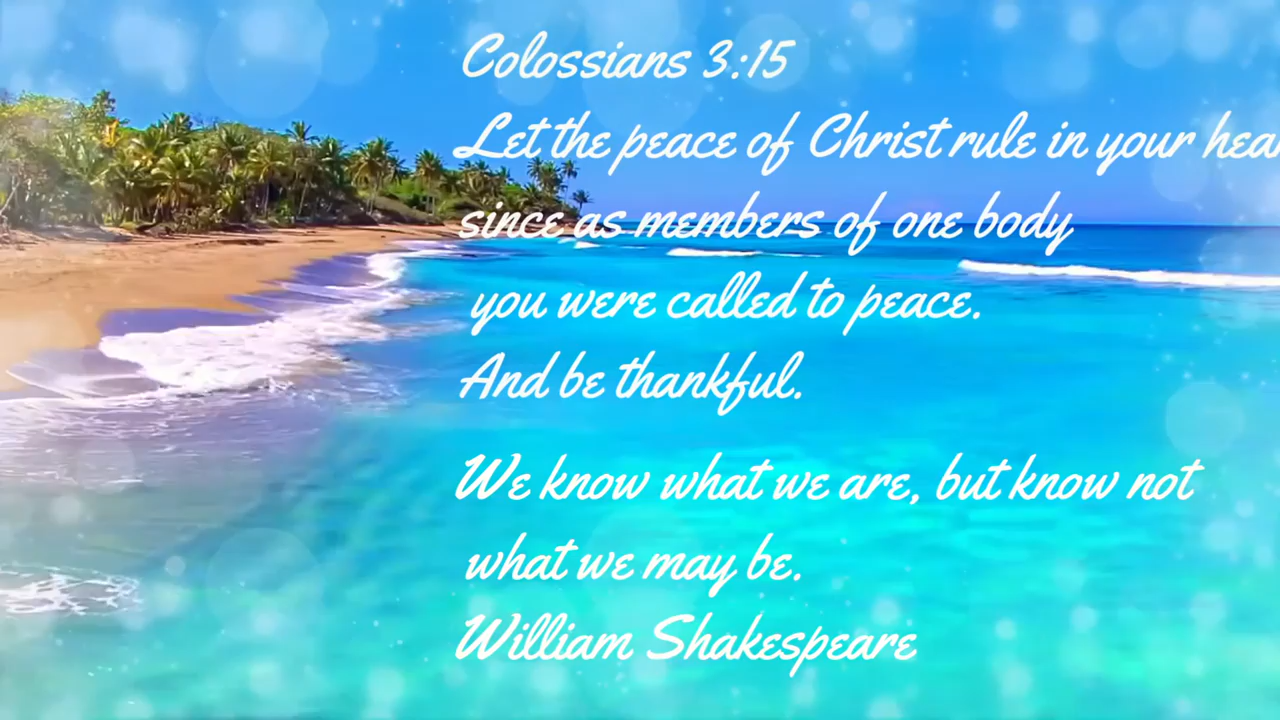 Colossians 3:15
Let the peace of Christ rule in your
since as members of one body
you were called to peace.
And be thankful.
We know what we are, but know not
what we may be.
William Shakespeare